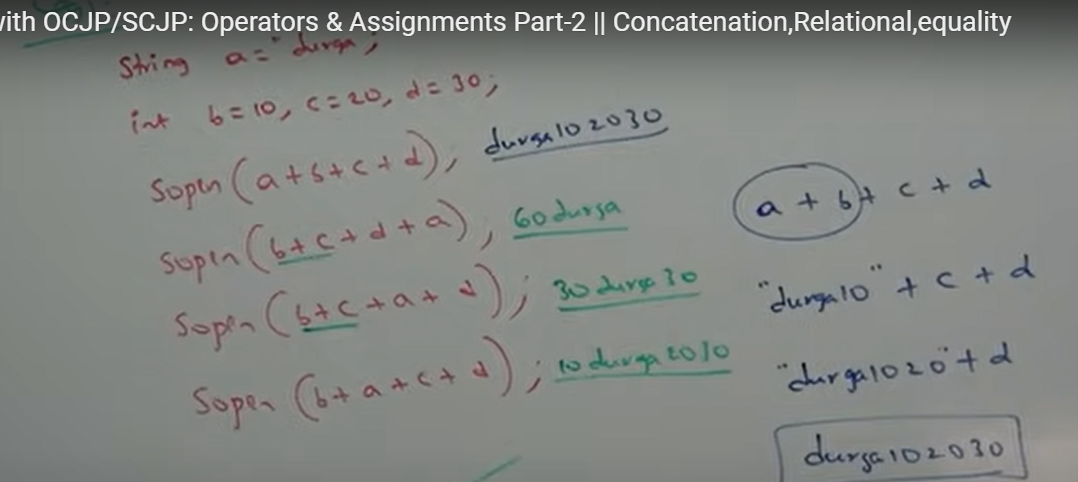 with OCJP/SCJP: Operators & Assignments Part-2 || Concatenation,Relational,equality
String a="durga";
int b=10, c=20, d=30;
Sopln(a+b+c+d); durga102030
Sopln(b+c+d+a); 60durga
Sopln(b+c+a+d); 30durga30
Sopln(b+a+c+d); 10durga2030
a + b + c + d
"durga10" + c + d
"durga1020" + d
durga102030